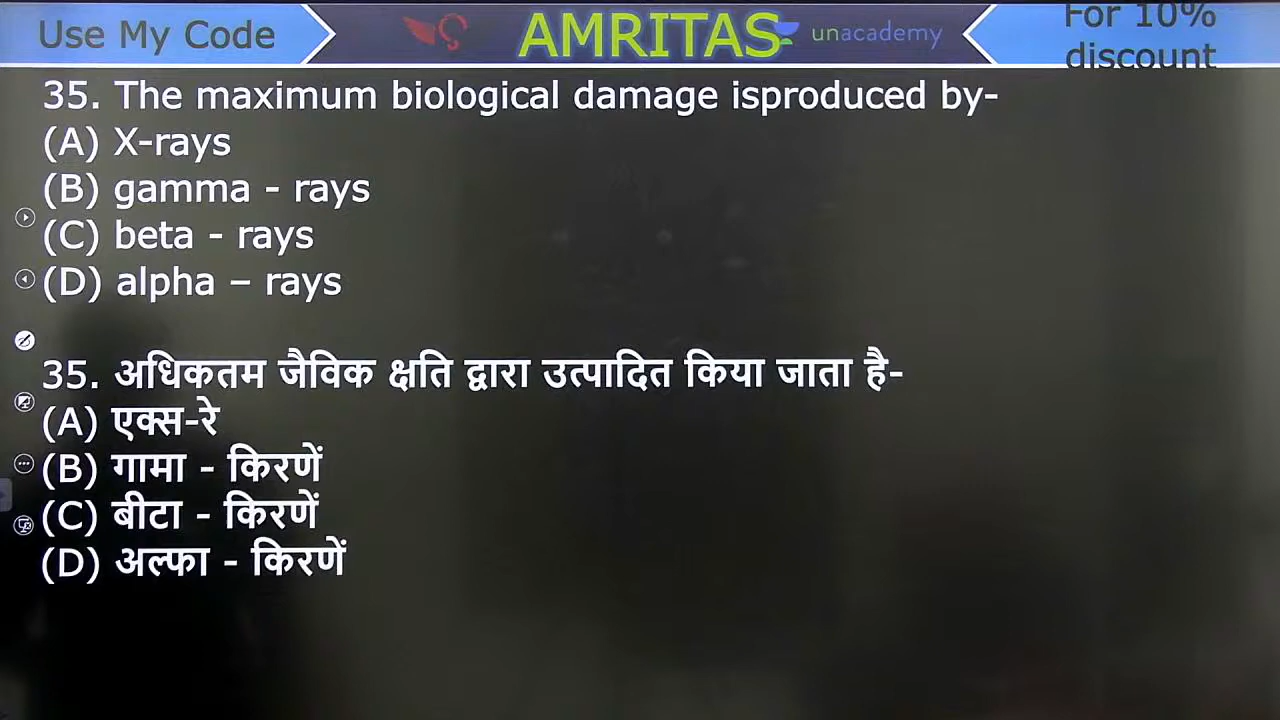 Use My Code
AMRITAS
unacademy
For 10%
discount
35. The maximum biological damage isproduced by-
(A) X-rays
(B) gamma - rays
(C) beta - rays
(D) alpha – rays
35. अधिकतम जैविक क्षति द्वारा उत्पादित किया जाता है-
(A) एक्स-रे
(B) गामा - किरणें
(C) बीटा - किरणें
(D) अल्फा - किरणें